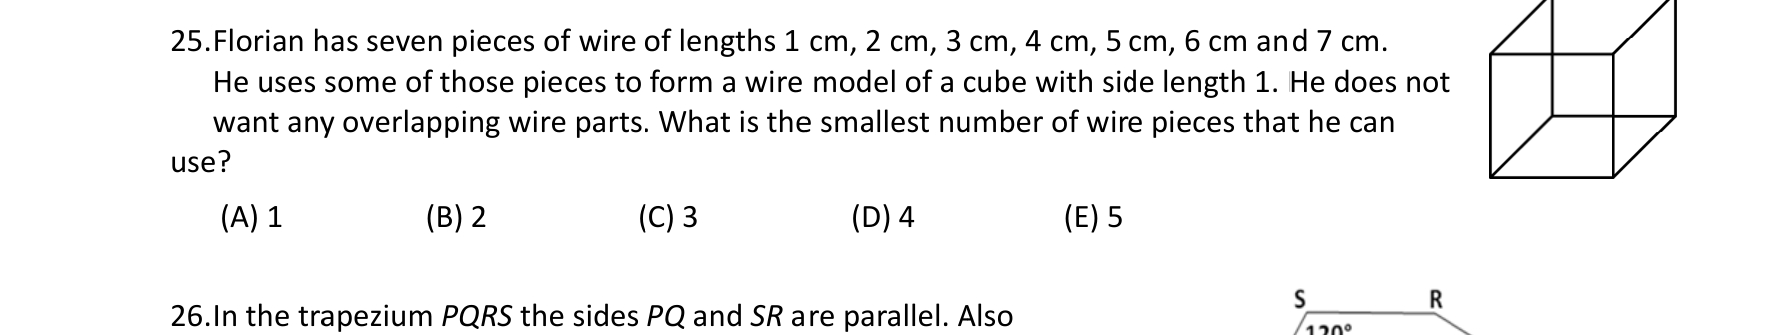 25.Florian has seven pieces of wire of lengths 1 cm, 2 cm, 3 cm, 4 cm, 5 cm, 6 cm and 7 cm.
He uses some of those pieces to form a wire model of a cube with side length 1. He does not
want any overlapping wire parts. What is the smallest number of wire pieces that he can
use?
(A) 1 (B) 2 (C) 3 (D) 4 (E) 5
S R
26.In the trapezium PQRS the sides PQ and SR are parallel. Also
120°